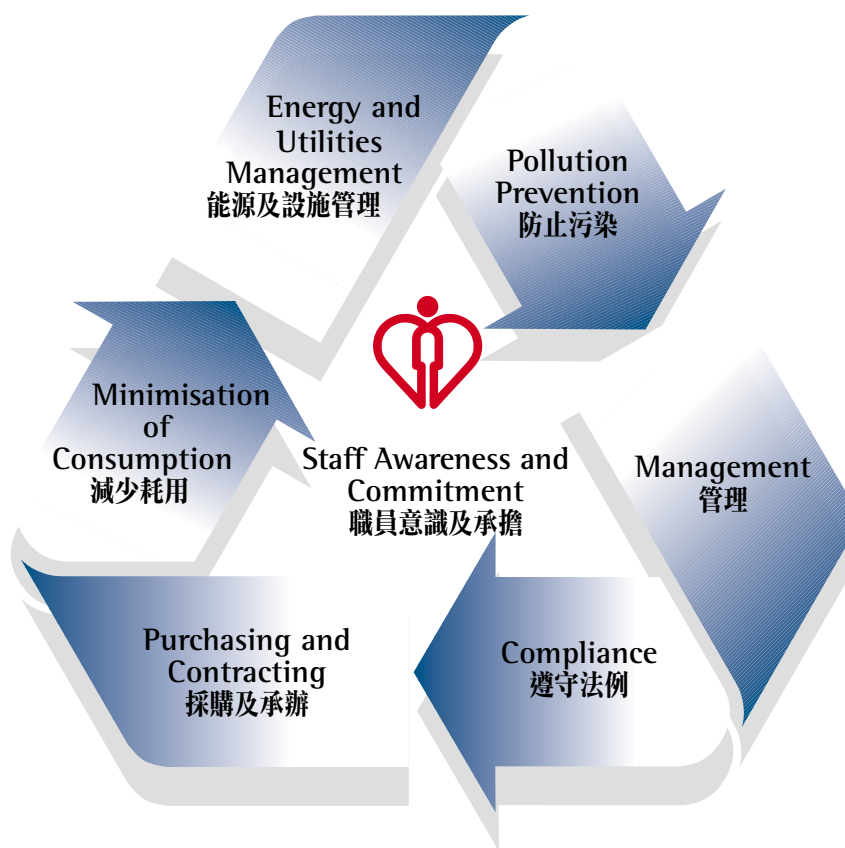 Energy and
Utilities
Management
能源及設施管理
Pollution
Prevention
防止污染
Minimisation
of
Consumption
減少耗用
Staff Awareness and
Commitment
職員意識及承擔
Management
管理
Purchasing and
Contracting
採購及承辦
Compliance
遵守法例